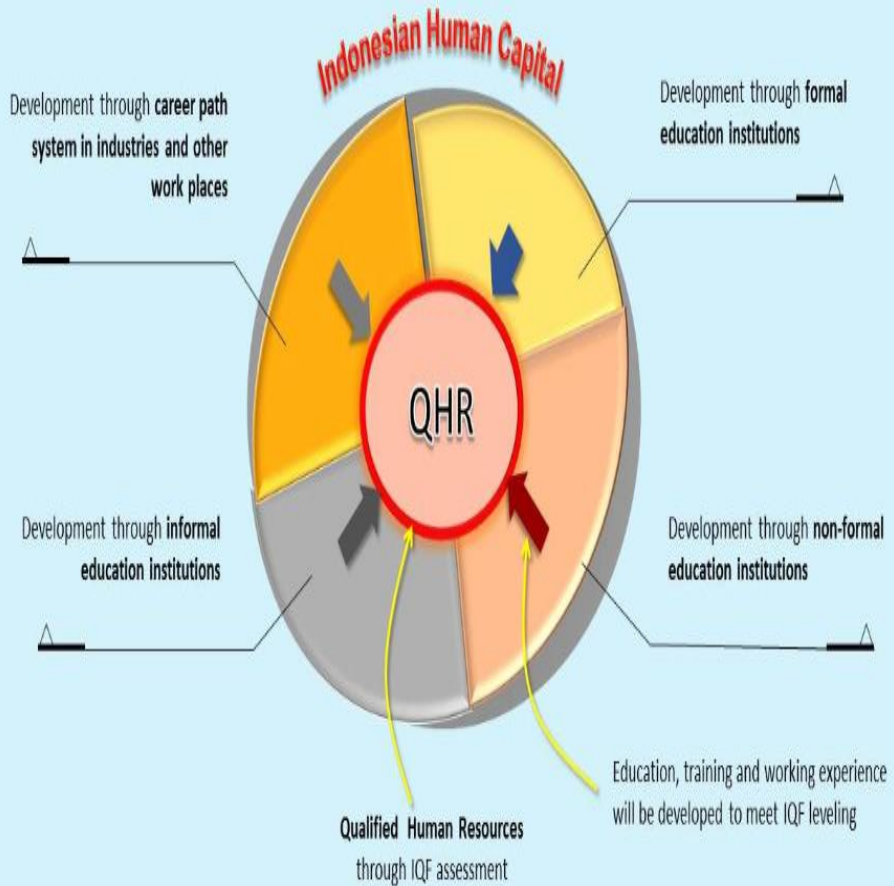 Indonesian Human Capital
Development through career path
system in industries and other
work places
Development through formal
education institutions
QHR
Development through informal
education institutions
Development through non-formal
education institutions
Education, training and working experience
will be developed to meet IQF leveling
Qualified Human Resources
through IQF assessment